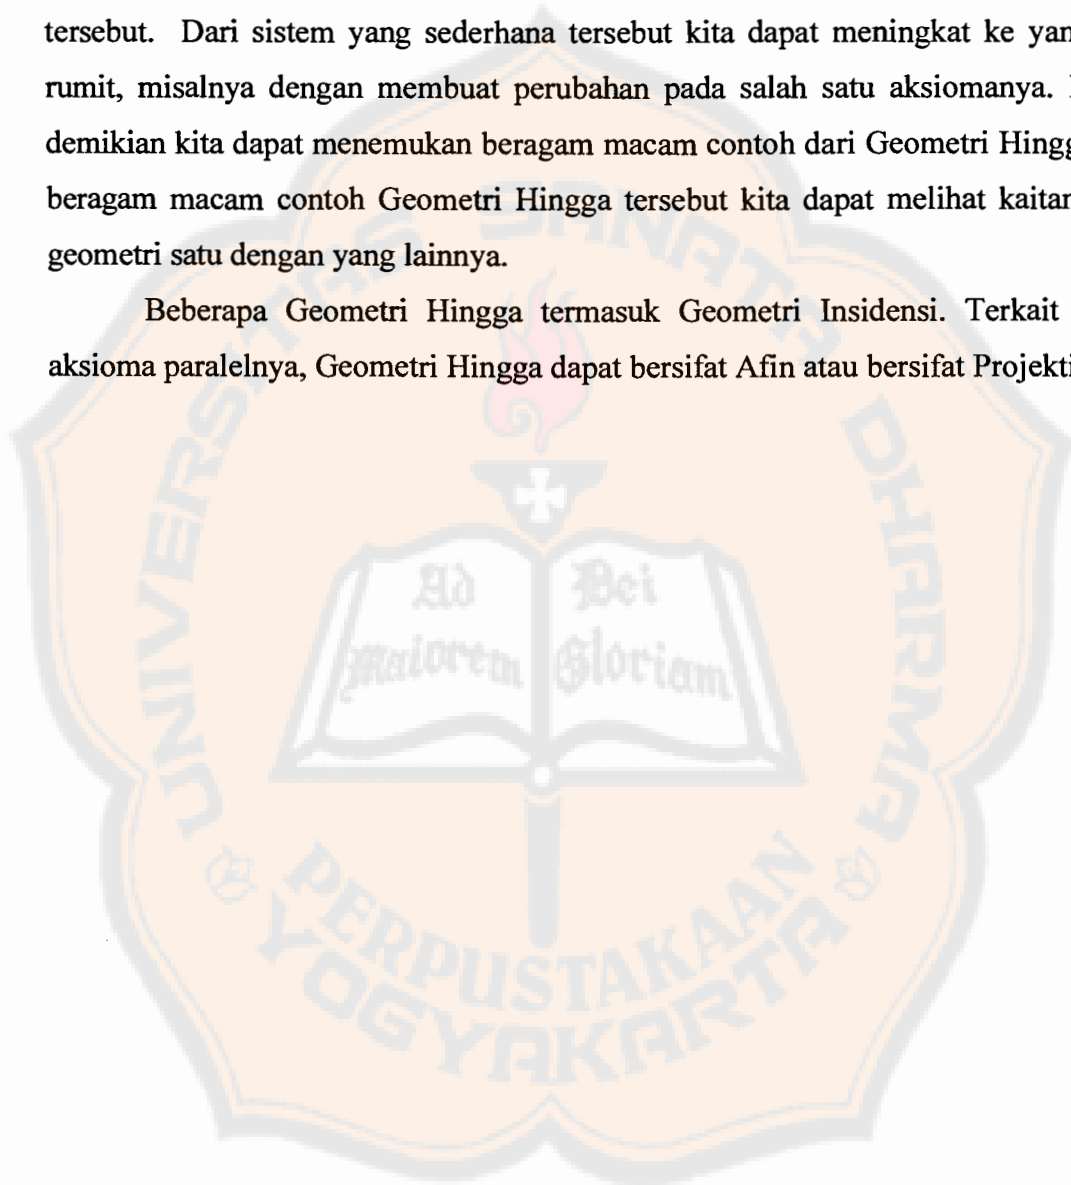 tersebut. Dari sistem yang sederhana tersebut kita dapat meningkat ke yan
rumit, misalnya dengan membuat perubahan pada salah satu aksiomanya.
demikian kita dapat menemukan beragam macam contoh dari Geometri Hingg
beragam macam contoh Geometri Hingga tersebut kita dapat melihat kaitan
geometri satu dengan yang lainnya.
Beberapa Geometri Hingga termasuk Geometri Insidensi. Terkait
aksioma paralelnya, Geometri Hingga dapat bersifat Afin atau bersifat Projekti
UNIVERSITAS SANATA DHARMA
Ad Dei
maiorem Gloriam
PERPUSTAKAAN
YOGYAKARTA